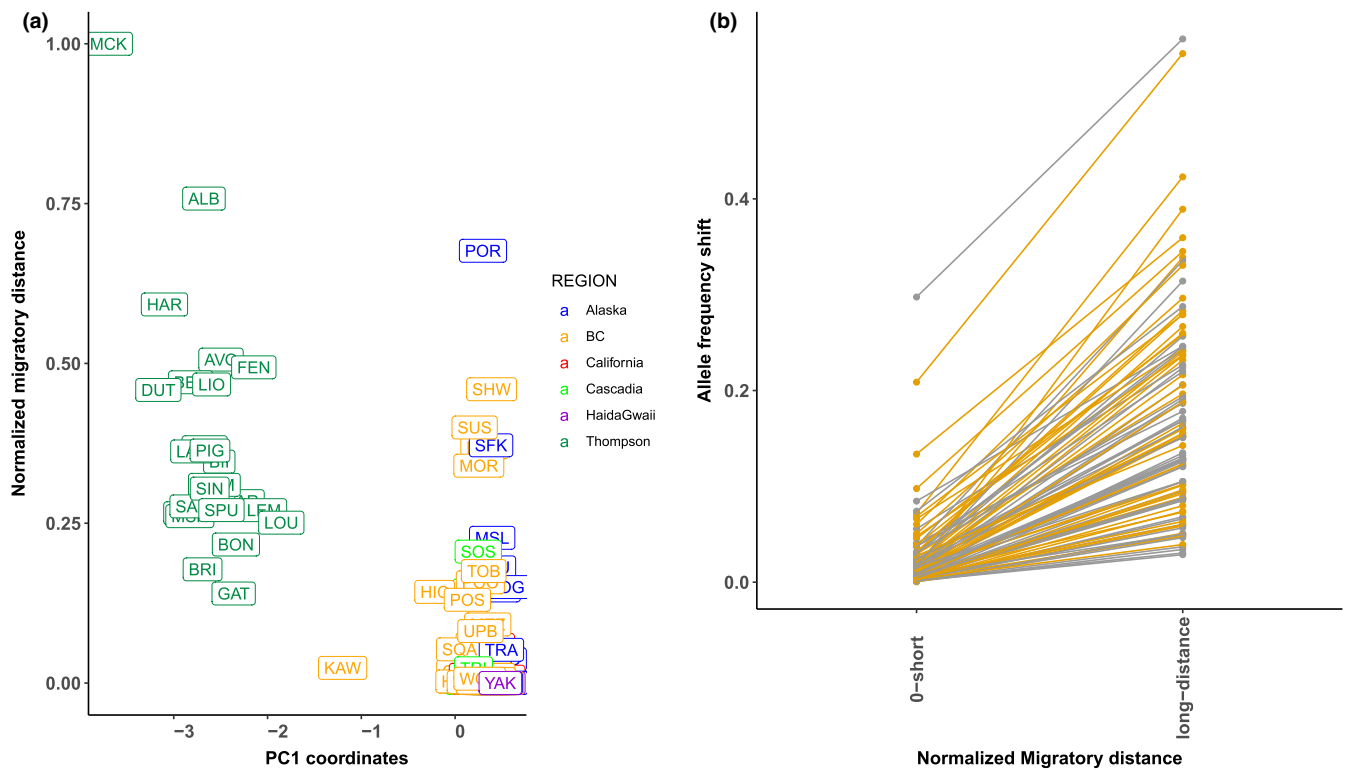 (a)
1.00
0.75
0.50
0.25
0.00
Normalized migratory distance
MCK
ALB
POR
HAR
AVO
FEN
DUT
LIO
SHW
SUS
SFK
MOR
PIG
SIN
SPU
LEM
LOU
BON
BRI
GAT
MSL
SOS
TOB
POS
UPB
SQA
TRA
KAW
YAK
−3
−2
−1
0
PC1 coordinates
REGION
a Alaska
a BC
a California
a Cascadia
a HaidaGwaii
a Thompson
(b)
0.4
0.2
0.0
Allele frequency shift
0−short
long−distance
Normalized Migratory distance